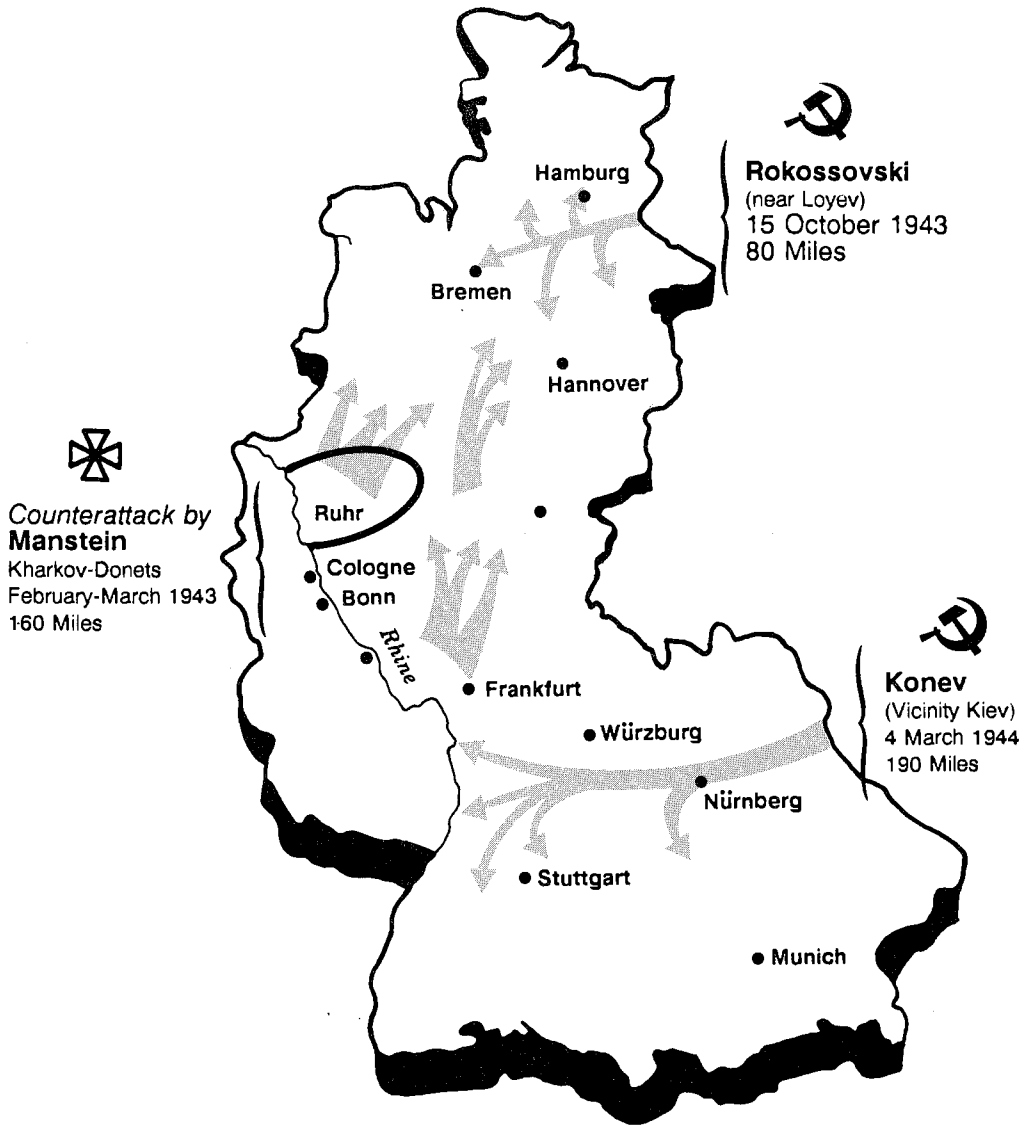 Hamburg
Rokossovski
(near Loyev)
15 October 1943
80 Miles
Bremen
Hannover
Counterattack by
Manstein
Kharkov-Donets
February-March 1943
160 Miles
Ruhr
Cologne
Bonn
Rhine
Frankfurt
Konev
(Vicinity Kiev)
4 March 1944
190 Miles
Würzburg
Nürnberg
Stuttgart
Munich